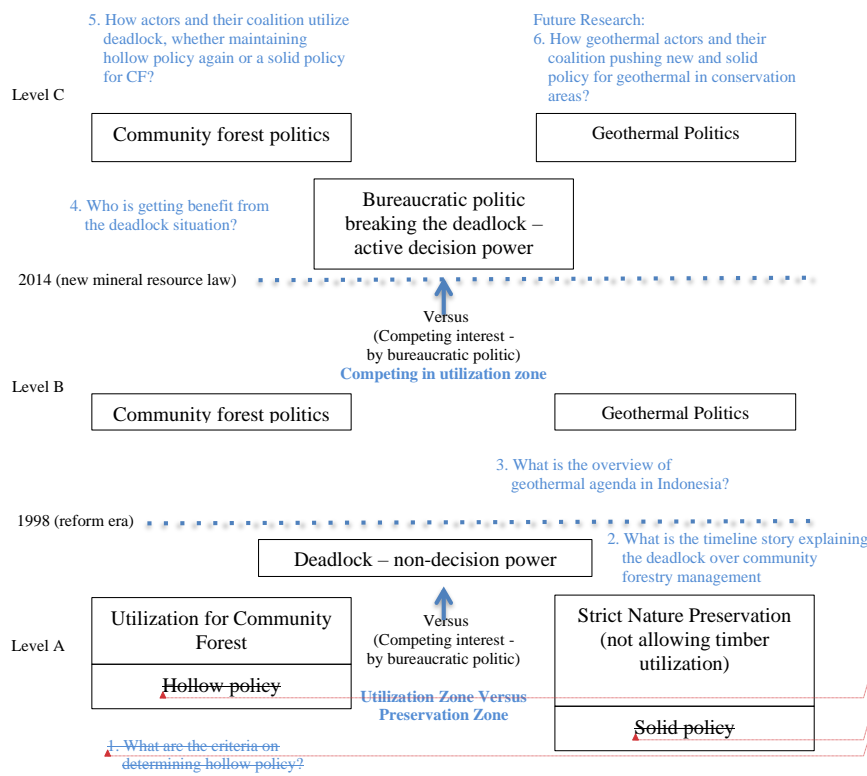 5. How actors and their coalition utilize
deadlock, whether maintaining
hollow policy again or a solid policy
for CF?
Future Research:
6. How geothermal actors and their
coalition pushing new and solid
policy for geothermal in conservation
areas?
Level C
Community forest politics
Geothermal Politics
4. Who is getting benefit from
the deadlock situation?
Bureaucratic politic
breaking the deadlock –
active decision power
2014 (new mineral resource law)
Versus
(Competing interest -
by bureaucratic politic)
Competing in utilization zone
Level B
Community forest politics
Geothermal Politics
3. What is the overview of
geothermal agenda in Indonesia?
1998 (reform era)
2. What is the timeline story explaining
the deadlock over community
forestry management
Deadlock – non-decision power
Level A
Utilization for Community
Forest
Hollow policy
Versus
(Competing interest -
by bureaucratic politic)
Utilization Zone Versus
Preservation Zone
Strict Nature Preservation
(not allowing timber
utilization)
Solid policy
1. What are the criteria on
determining hollow policy?